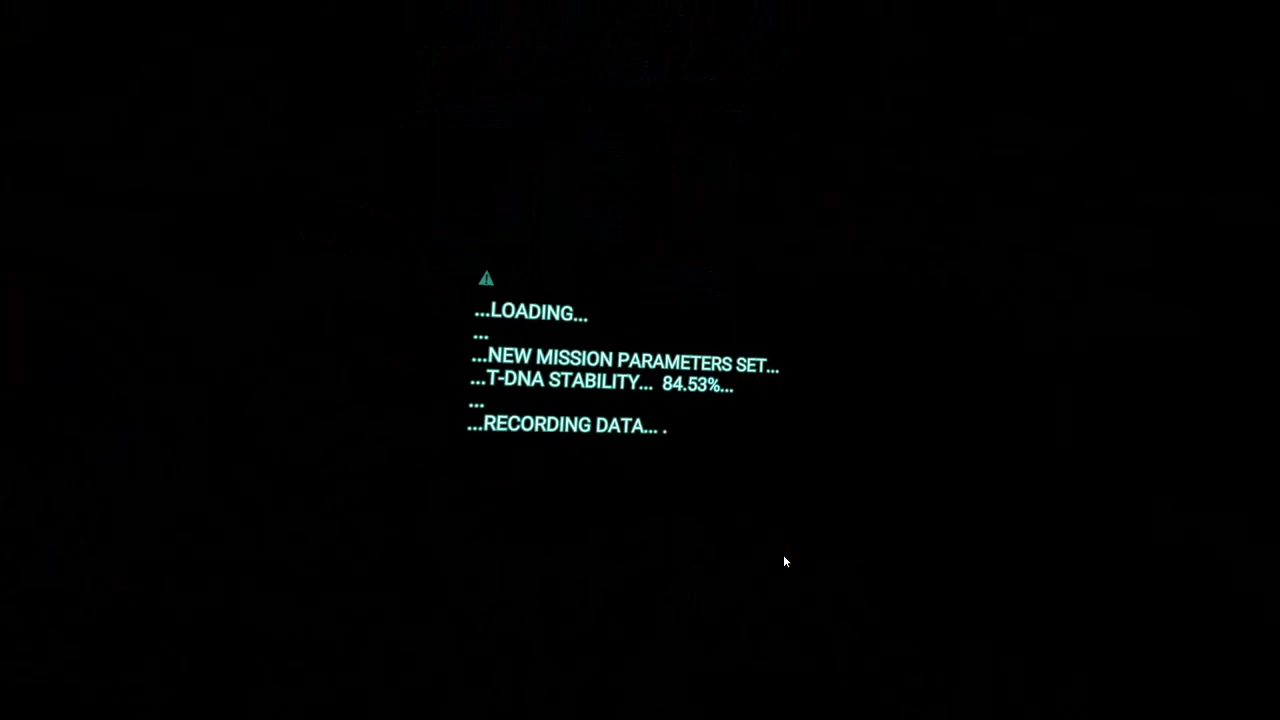 ...LOADING...
...
...NEW MISSION PARAMETERS SET...
...T-DNA STABILITY... 84.53%...
...
...RECORDING DATA... .